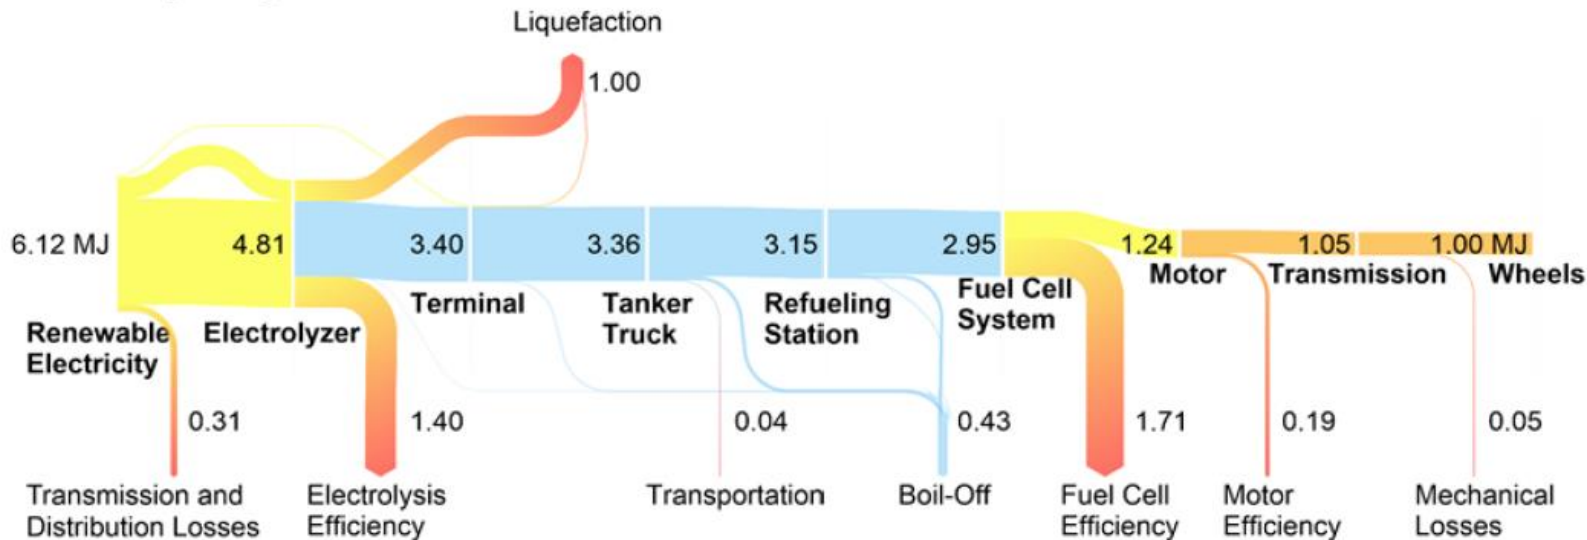 Liquefaction
1.00
6.12 MJ
4.81
3.40
3.36
3.15
2.95
1.24
1.05
1.00 MJ
Renewable
Electricity
Electrolyzer
Terminal
Tanker
Truck
Refueling
Station
Fuel Cell
System
Motor
Transmission
Wheels
0.31
1.40
0.04
0.43
1.71
0.19
0.05
Transmission and
Distribution Losses
Electrolysis
Efficiency
Transportation
Boil-Off
Fuel Cell
Efficiency
Motor
Efficiency
Mechanical
Losses